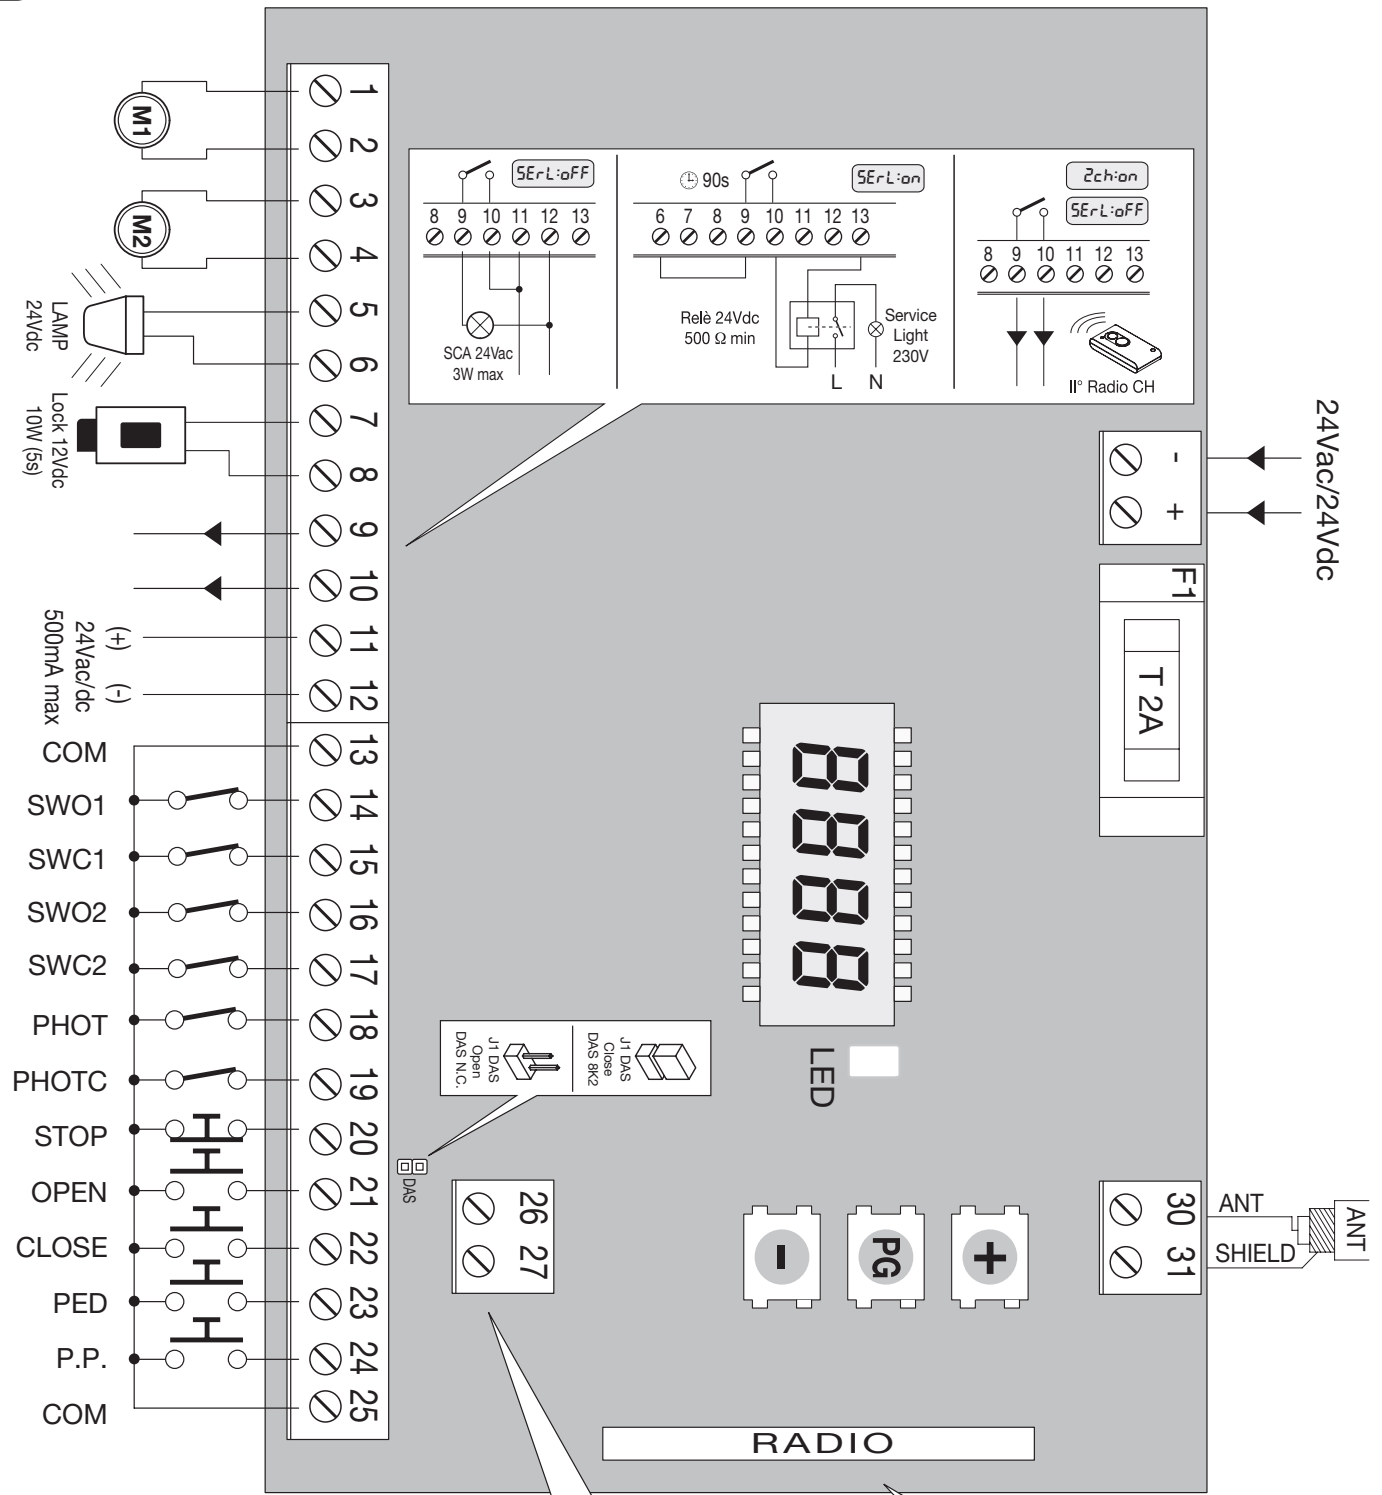 1
M1
2
3
M2
4
5
LAMP
24Vdc
6
7
Lock 12Vdc
10W (5s)
8
9
10
11
(+)
24Vac/dc
500mA max
(-)
12
COM
13
SWO1
14
SWC1
15
SWO2
16
SWC2
17
PHOT
18
PHOTC
19
STOP
20
OPEN
21
CLOSE
22
PED
23
P.P.
24
COM
25
SErL:oFF
8 9 10 11 12 13
SCA 24Vac
3W max
90s
SErL:on
6 7 8 9 10 11 12 13
Relè 24Vdc
500 Ω min
Service
Light
230V
L N
2ch:on
SErL:oFF
8 9 10 11 12 13
II° Radio CH
- +
24Vac/24Vdc
F1
T 2A
8888
LED
J1 DAS
Open
DAS N.C.
J1 DAS
Close
DAS 8K2
DAS
26 27
-
PG
+
30 31
ANT
SHIELD
ANT
RADIO